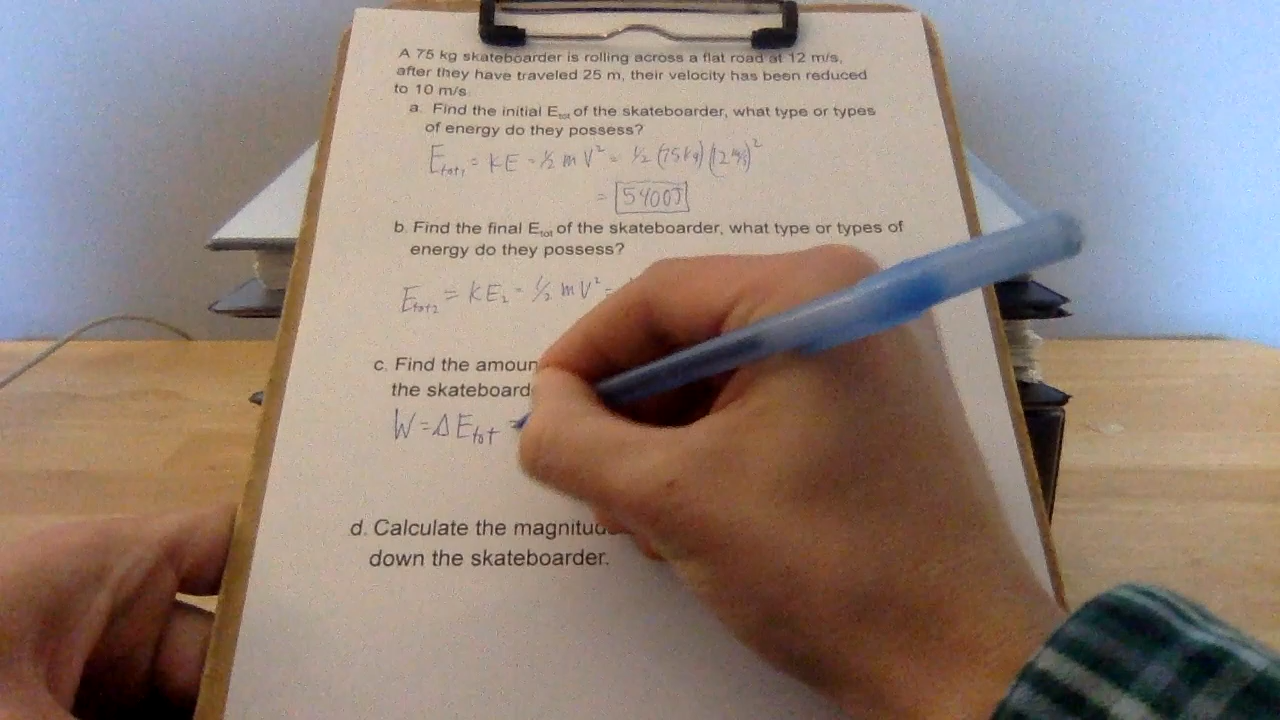 A 75 kg skateboarder is rolling across a flat road at 12 m/s,
after they have traveled 25 m, their velocity has been reduced
to 10 m/s
a. Find the initial Etot of the skateboarder, what type or types
of energy do they possess?
Etot1 = KE = 1/2 m V² = 1/2 (75kg)(12 m/s)²
= 5400J
b. Find the final Etot of the skateboarder, what type or types of
energy do they possess?
Etot2 = KE2 = 1/2 m V² =
c. Find the amoun
the skateboard
W = Δ Etot =
d. Calculate the magnitud
down the skateboarder.